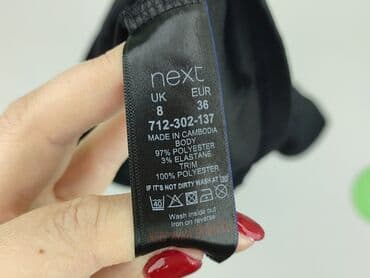 next
UK EUR
8 36
712-302-137
MADE IN CAMBODIA
BODY
97% POLYESTER
3% ELASTANE
TRIM
100% POLYESTER
IF IT'S NOT DIRTY WASH AT 30°
40
Wash inside out
Iron on reverse